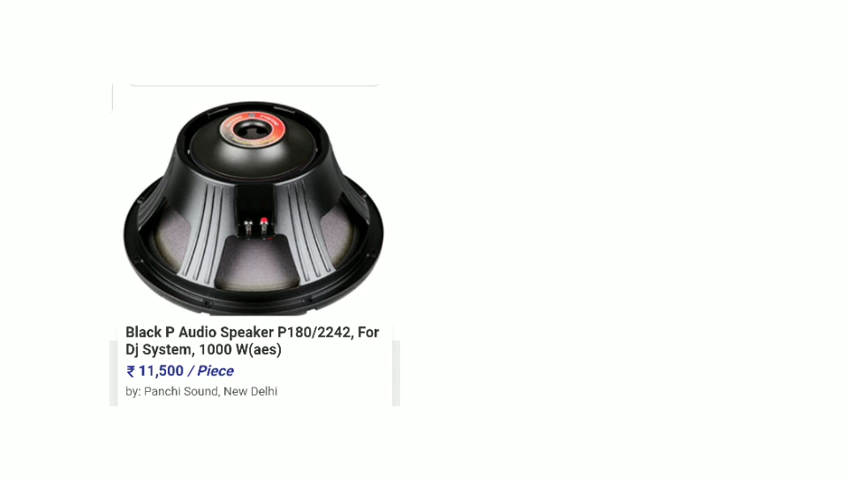 Black P Audio Speaker P180/2242, For
Dj System, 1000 W(aes)
₹ 11,500 / Piece
by: Panchi Sound, New Delhi